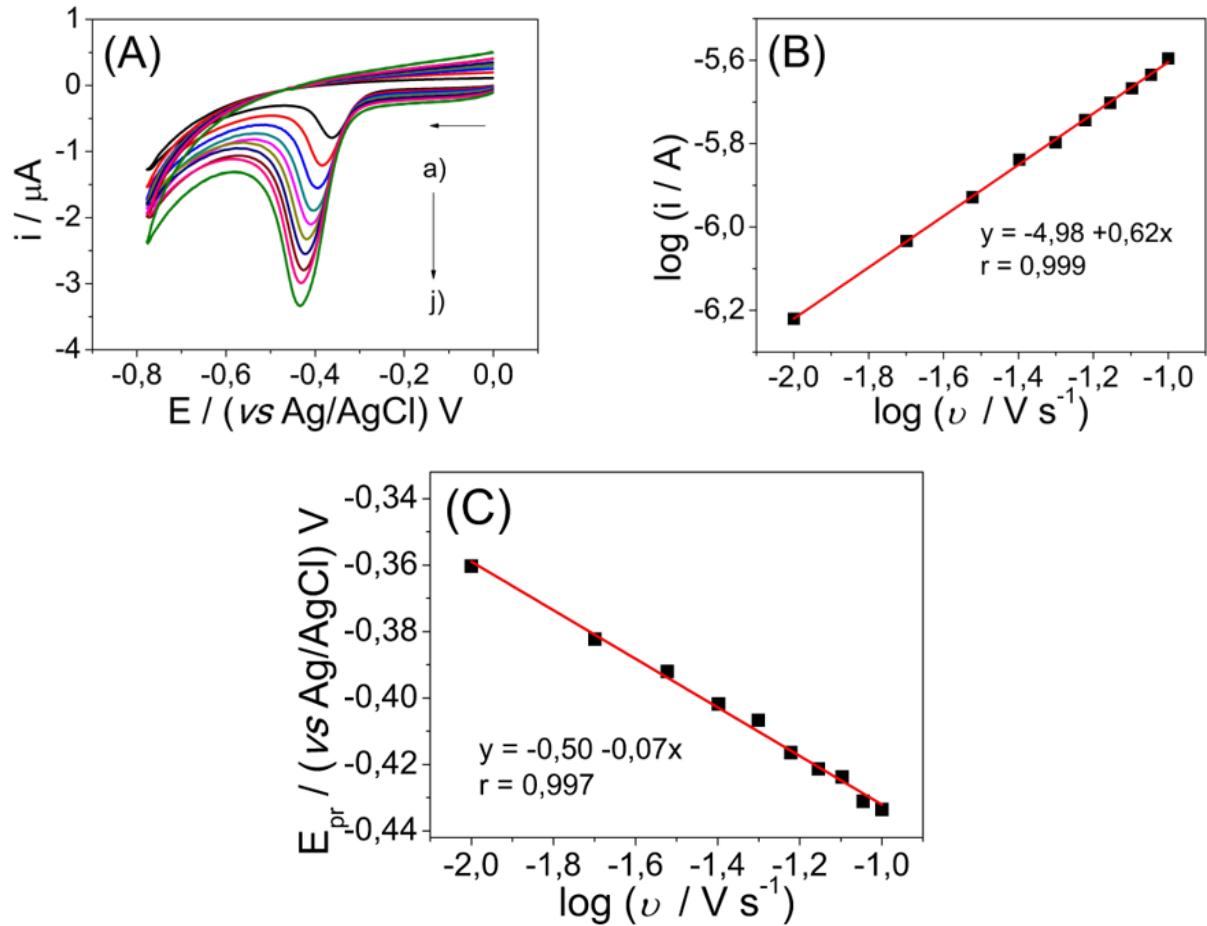 (A)
0
-1
-2
-3
-4
i / μA
a)
j)
-0,8
-0,6
-0,4
-0,2
0,0
E / (vs Ag/AgCl) V
(B)
-5,6
-5,8
-6,0
-6,2
log (i / A)
y = -4,98 +0,62x
r = 0,999
-2,0
-1,8
-1,6
-1,4
-1,2
-1,0
log (υ / V s⁻¹)
(C)
-0,34
-0,36
-0,38
-0,40
-0,42
-0,44
E_pr / (vs Ag/AgCl) V
y = -0,50 -0,07x
r = 0,997
-2,0
-1,8
-1,6
-1,4
-1,2
-1,0
log (υ / V s⁻¹)